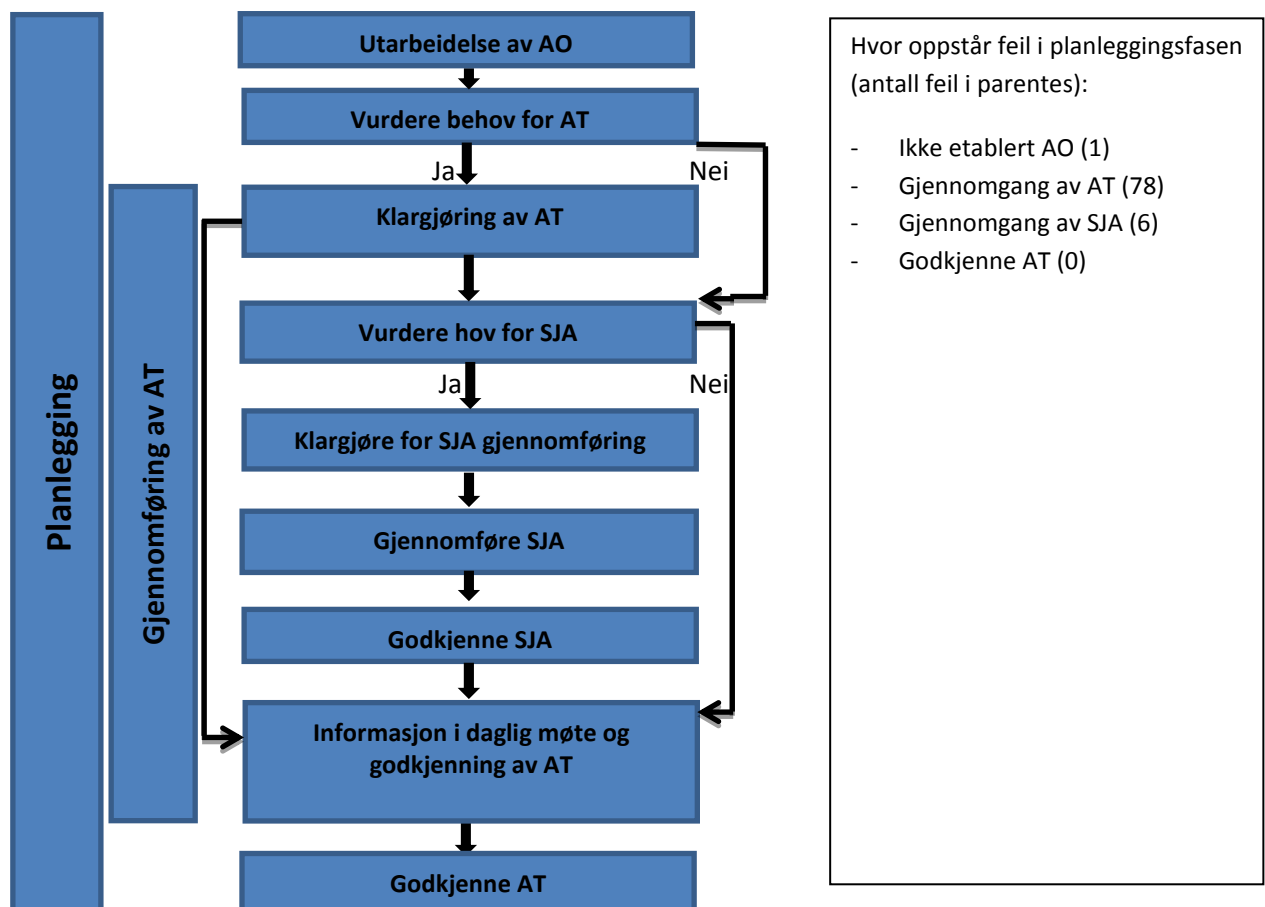 Planlegging
Gjennomføring av AT
Utarbeidelse av AO
Vurdere behov for AT
Ja
Nei
Klargjøring av AT
Vurdere hov for SJA
Ja
Nei
Klargjøre for SJA gjennomføring
Gjennomføre SJA
Godkjenne SJA
Informasjon i daglig møte og
godkjenning av AT
Godkjenne AT
Hvor oppstår feil i planleggingsfasen
(antall feil i parentes):
- Ikke etablert AO (1)
- Gjennomgang av AT (78)
- Gjennomgang av SJA (6)
- Godkjenne AT (0)